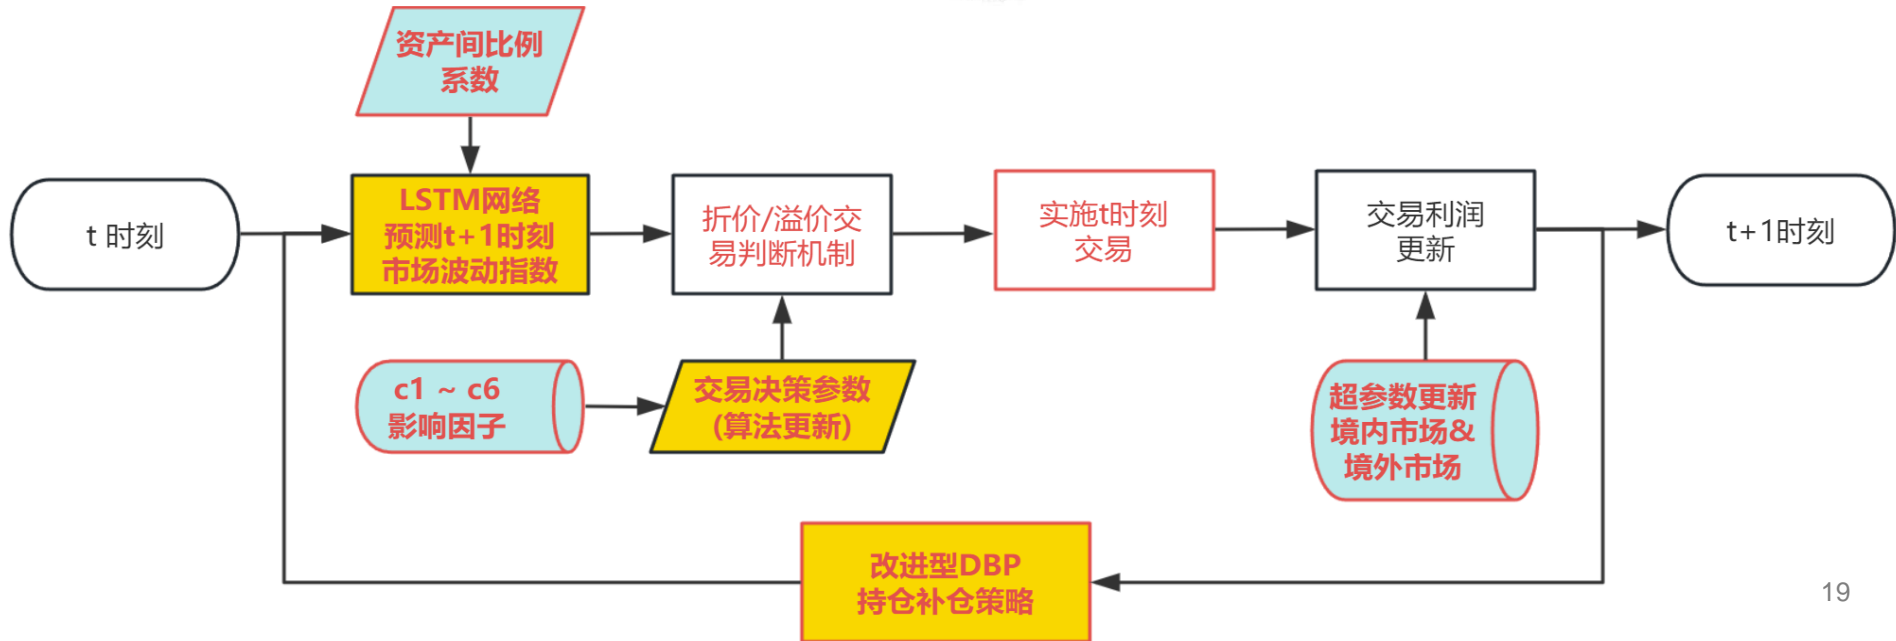 资产间比例
系数
t 时刻
LSTM网络
预测t+1时刻
市场波动指数
折价/溢价交
易判断机制
实施t时刻
交易
交易利润
更新
t+1时刻
c1 ~ c6
影响因子
交易决策参数
(算法更新)
超参数更新
境内市场&
境外市场
改进型DBP
持仓补仓策略
19